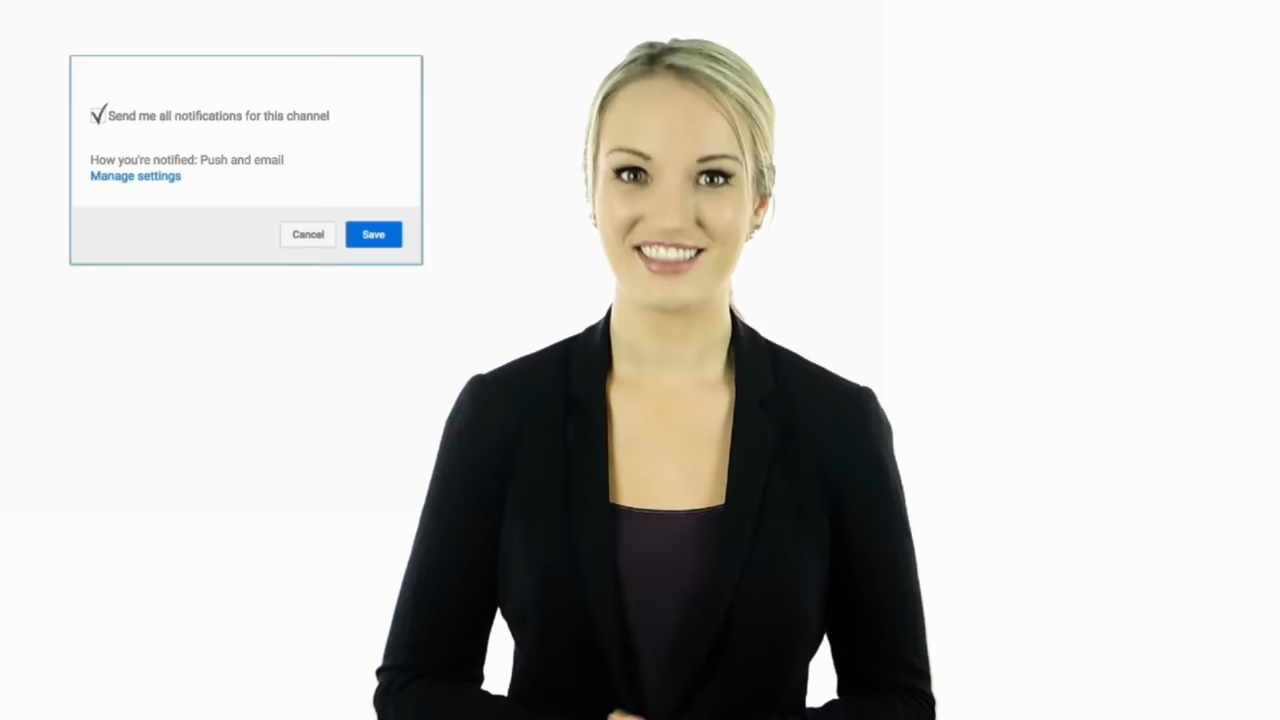 Send me all notifications for this channel
How you're notified: Push and email
Manage settings
Cancel Save